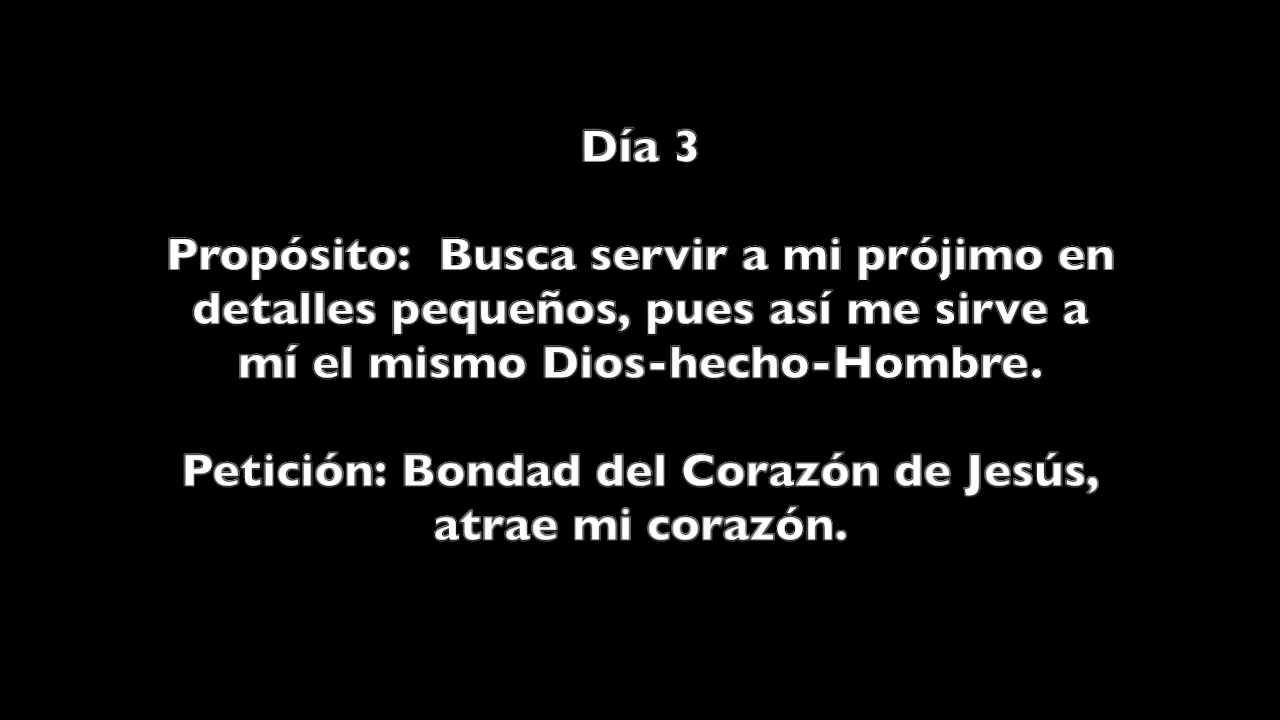 Día 3
Propósito:  Busca servir a mi prójimo en
detalles pequeños, pues así me sirve a
mí el mismo Dios-hecho-Hombre.
Petición: Bondad del Corazón de Jesús,
atrae mi corazón.